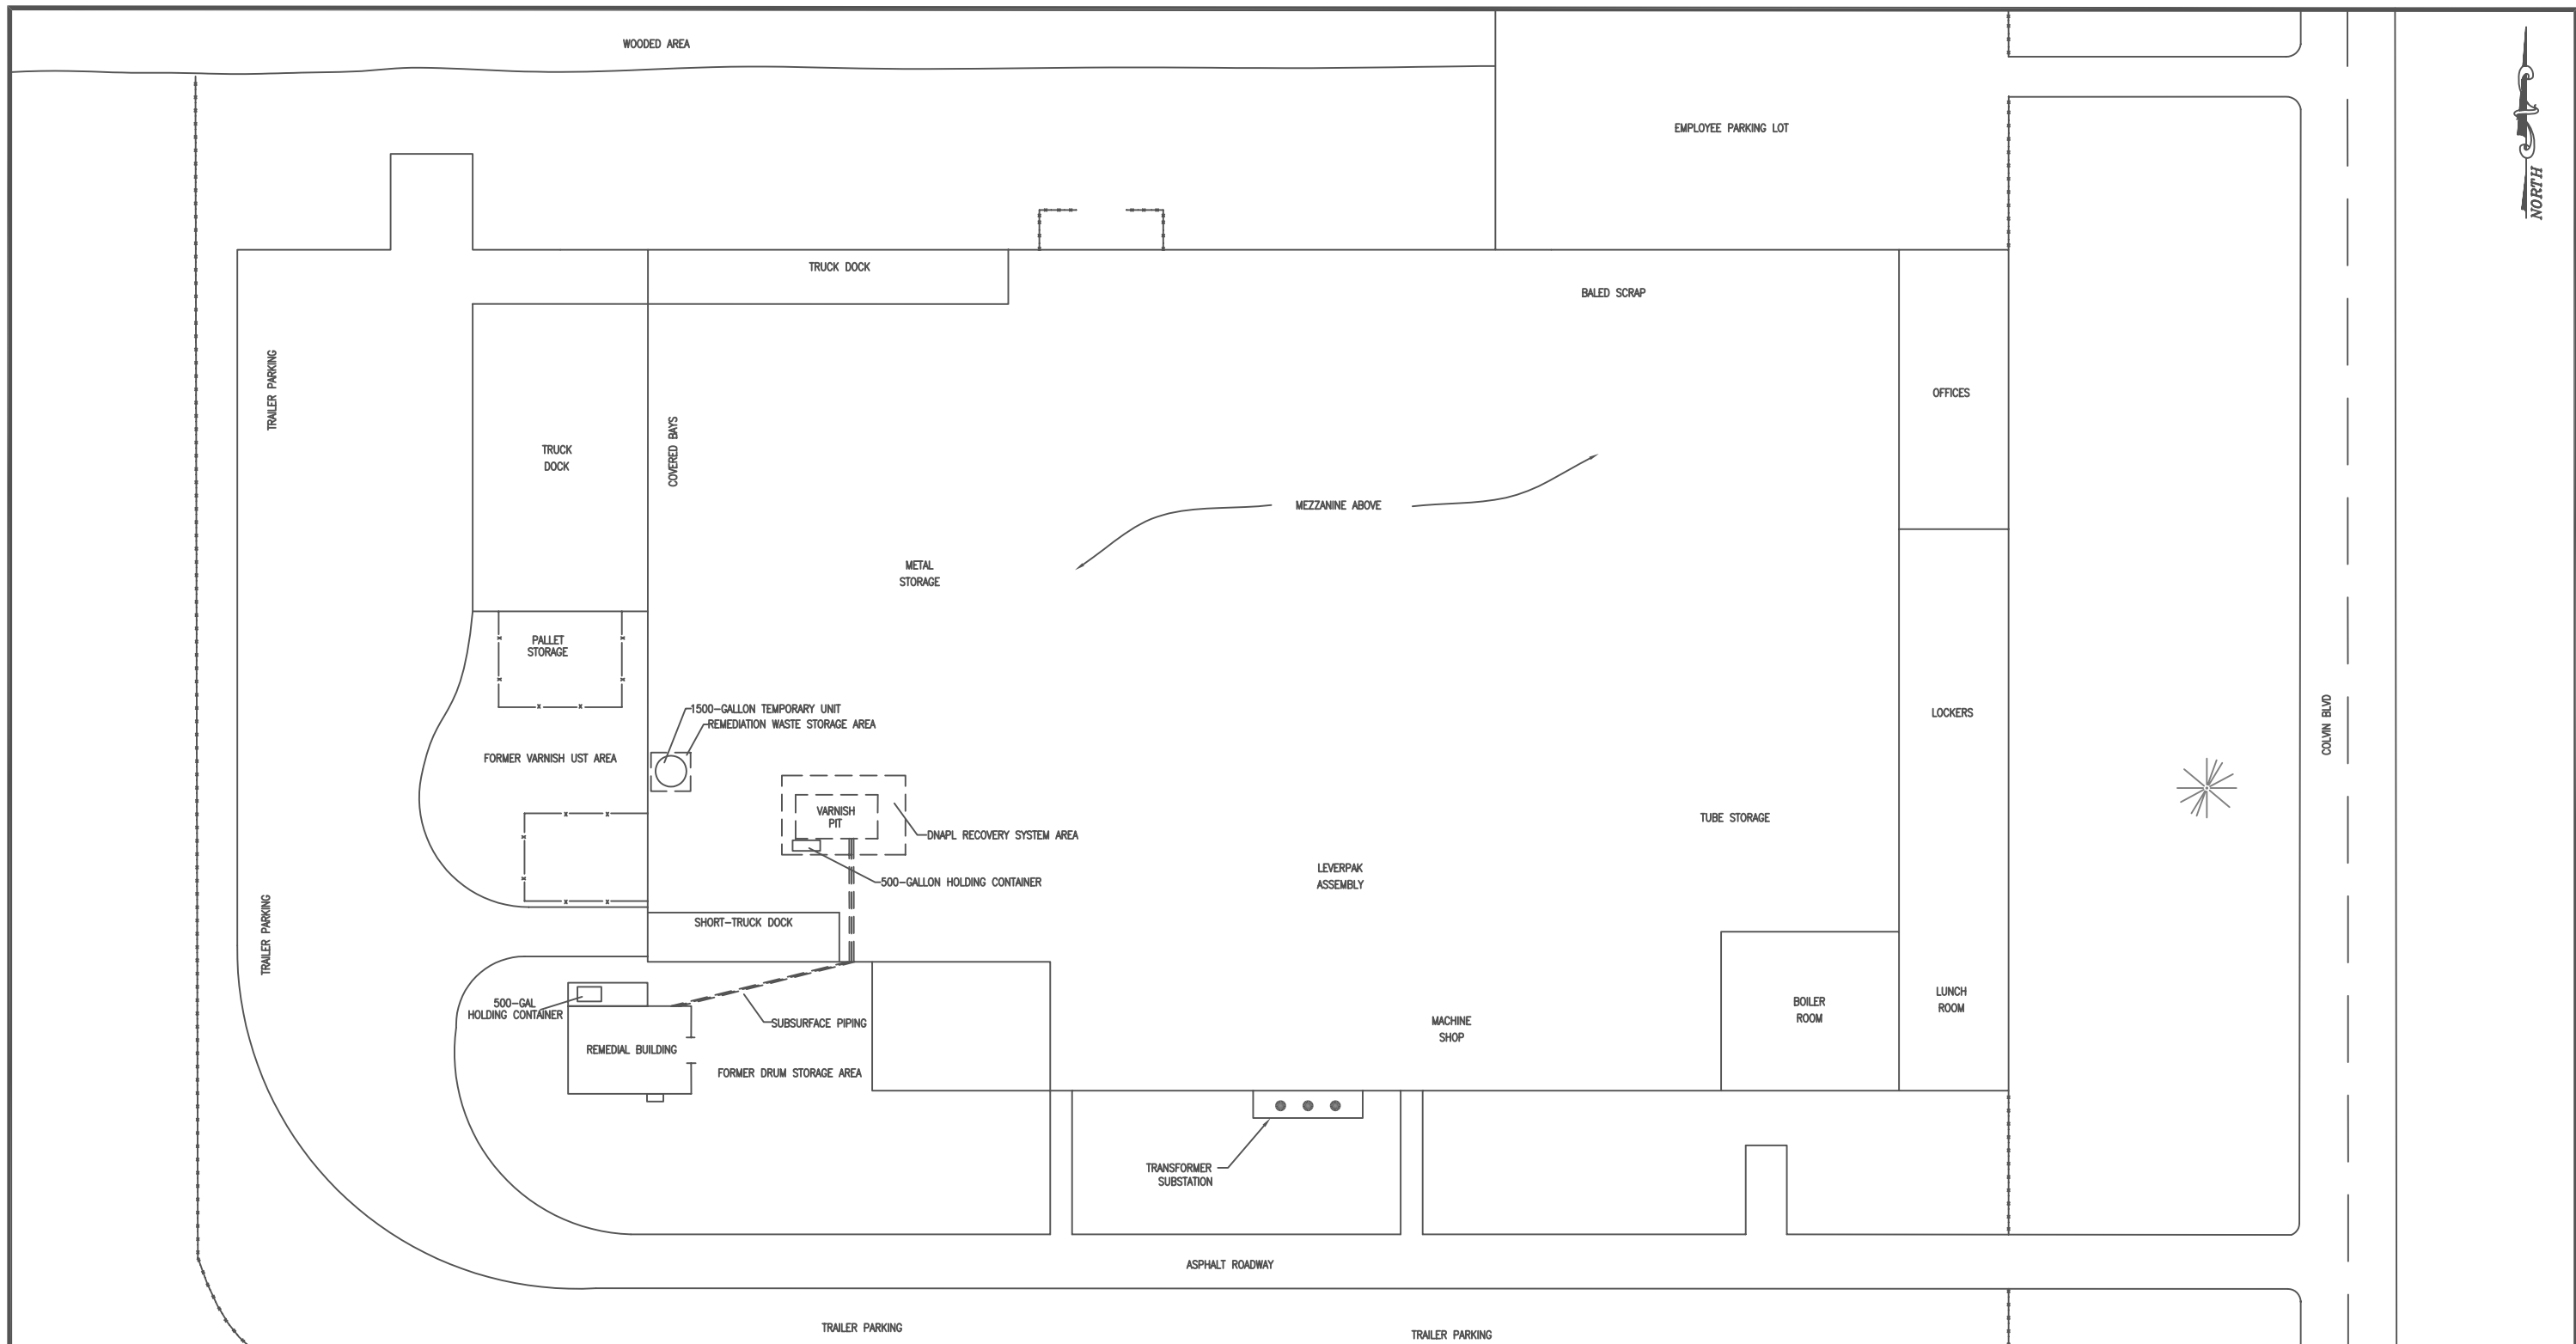 WOODED AREA
EMPLOYEE PARKING LOT
NORTH
TRUCK DOCK
BALED SCRAP
TRAILER PARKING
COVERED BAYS
OFFICES
TRUCK
DOCK
MEZZANINE ABOVE
METAL
STORAGE
PALLET
STORAGE
1500-GALLON TEMPORARY UNIT
REMEDIATION WASTE STORAGE AREA
LOCKERS
COLVIN BLVD
FORMER VARNISH UST AREA
VARNISH
PIT
TUBE STORAGE
DNAPL RECOVERY SYSTEM AREA
LEVERPAK
ASSEMBLY
500-GALLON HOLDING CONTAINER
SHORT-TRUCK DOCK
TRAILER PARKING
500-GAL
HOLDING CONTAINER
SUBSURFACE PIPING
REMEDIAL BUILDING
FORMER DRUM STORAGE AREA
MACHINE
SHOP
BOILER
ROOM
LUNCH
ROOM
TRANSFORMER
SUBSTATION
ASPHALT ROADWAY
TRAILER PARKING
TRAILER PARKING